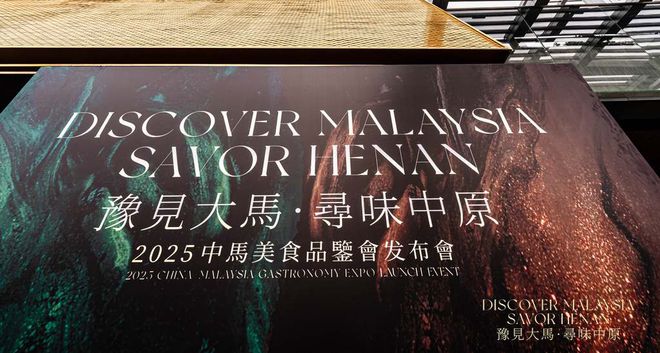 DISCOVER MALAYSIA
SAVOR HENAN
豫見大馬·尋味中原
2025中馬美食品鑒會发布會
2025 CHINA MALAYSIA GASTRONOMY EXPO LAUNCH EVENT
DISCOVER MALAYSIA
SAVOR HENAN
豫見大馬·尋味中原